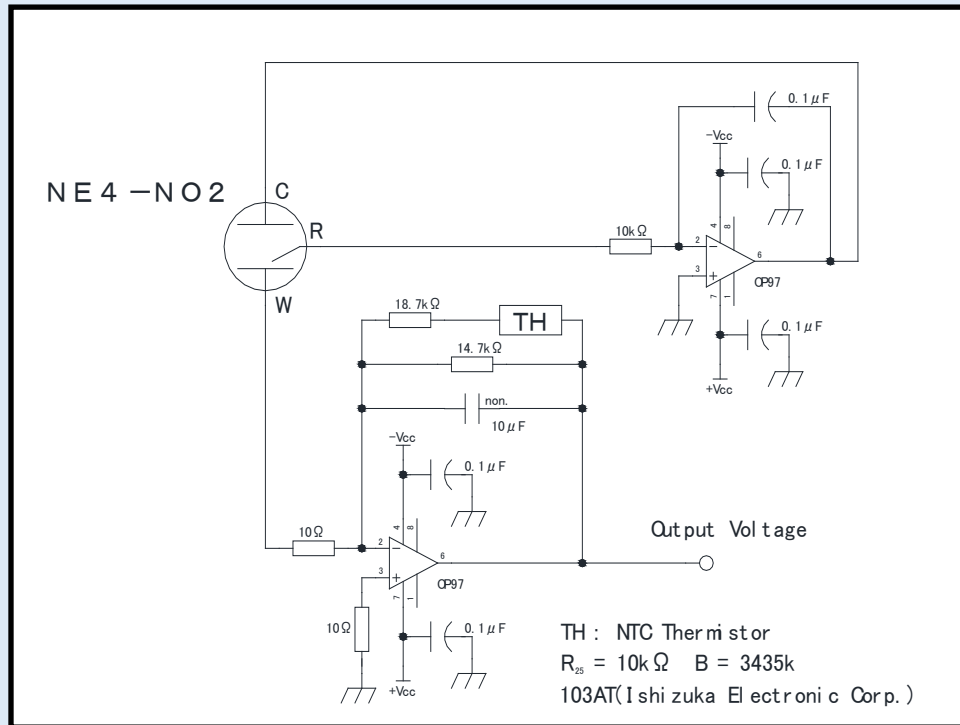 0.1μF
-Vcc
0.1μF
NE4-NO2
C
R
10kΩ
4
8
2
6
3
OP97
7
1
W
18.7kΩ
TH
0.1μF
14.7kΩ
+Vcc
non.
10μF
-Vcc
0.1μF
4
8
Output Voltage
10Ω
2
6
3
OP97
7
1
10Ω
0.1μF
+Vcc
TH: NTC Thermistor
R25 = 10kΩ B = 3435k
103AT(Ishizuka Electronic Corp.)